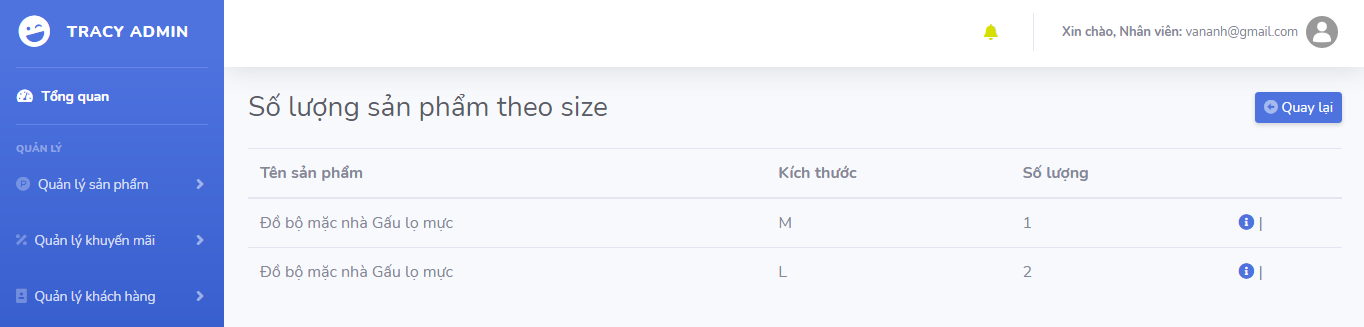 TRACY ADMIN
Xin chào, Nhân viên: vananh@gmail.com
Tổng quan
QUẢN LÝ
Quản lý sản phẩm
Quản lý khuyến mãi
Quản lý khách hàng
Số lượng sản phẩm theo size
Quay lại
Tên sản phẩm Kích thước Số lượng
Đồ bộ mặc nhà Gấu lọ mực M 1 |
Đồ bộ mặc nhà Gấu lọ mực L 2 |